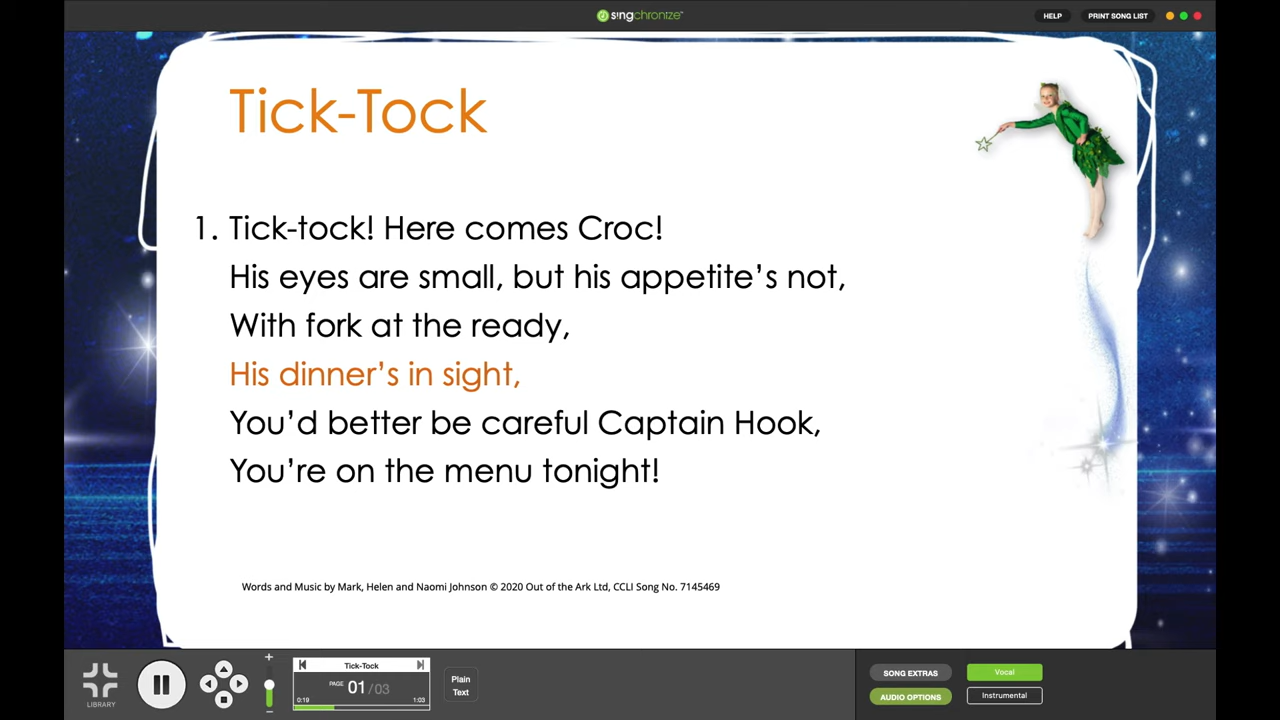 singchronize™
HELP
PRINT SONG LIST
Tick-Tock
1. Tick-tock! Here comes Croc!
His eyes are small, but his appetite's not,
With fork at the ready,
His dinner's in sight,
You'd better be careful Captain Hook,
You're on the menu tonight!
Words and Music by Mark, Helen and Naomi Johnson © 2020 Out of the Ark Ltd, CCLI Song No. 7145469
LIBRARY
+
-
Tick-Tock
PAGE 01/03
0:19
1:03
Plain
Text
SONG EXTRAS
AUDIO OPTIONS
Vocal
Instrumental